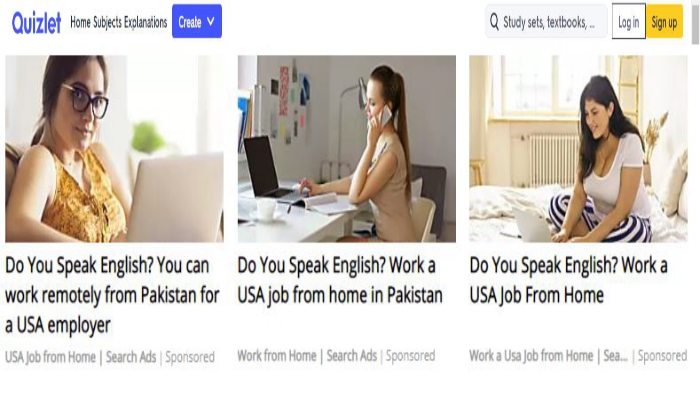 Quizlet Home Subjects Explanations Create Study sets, textbooks, ... Log in Sign up
Do You Speak English? You can
work remotely from Pakistan for
a USA employer
USA Job from Home | Search Ads | Sponsored
Do You Speak English? Work a
USA job from home in Pakistan
Work from Home | Search Ads | Sponsored
Do You Speak English? Work a
USA Job From Home
Work a Usa Job from Home | Sea... | Sponsored